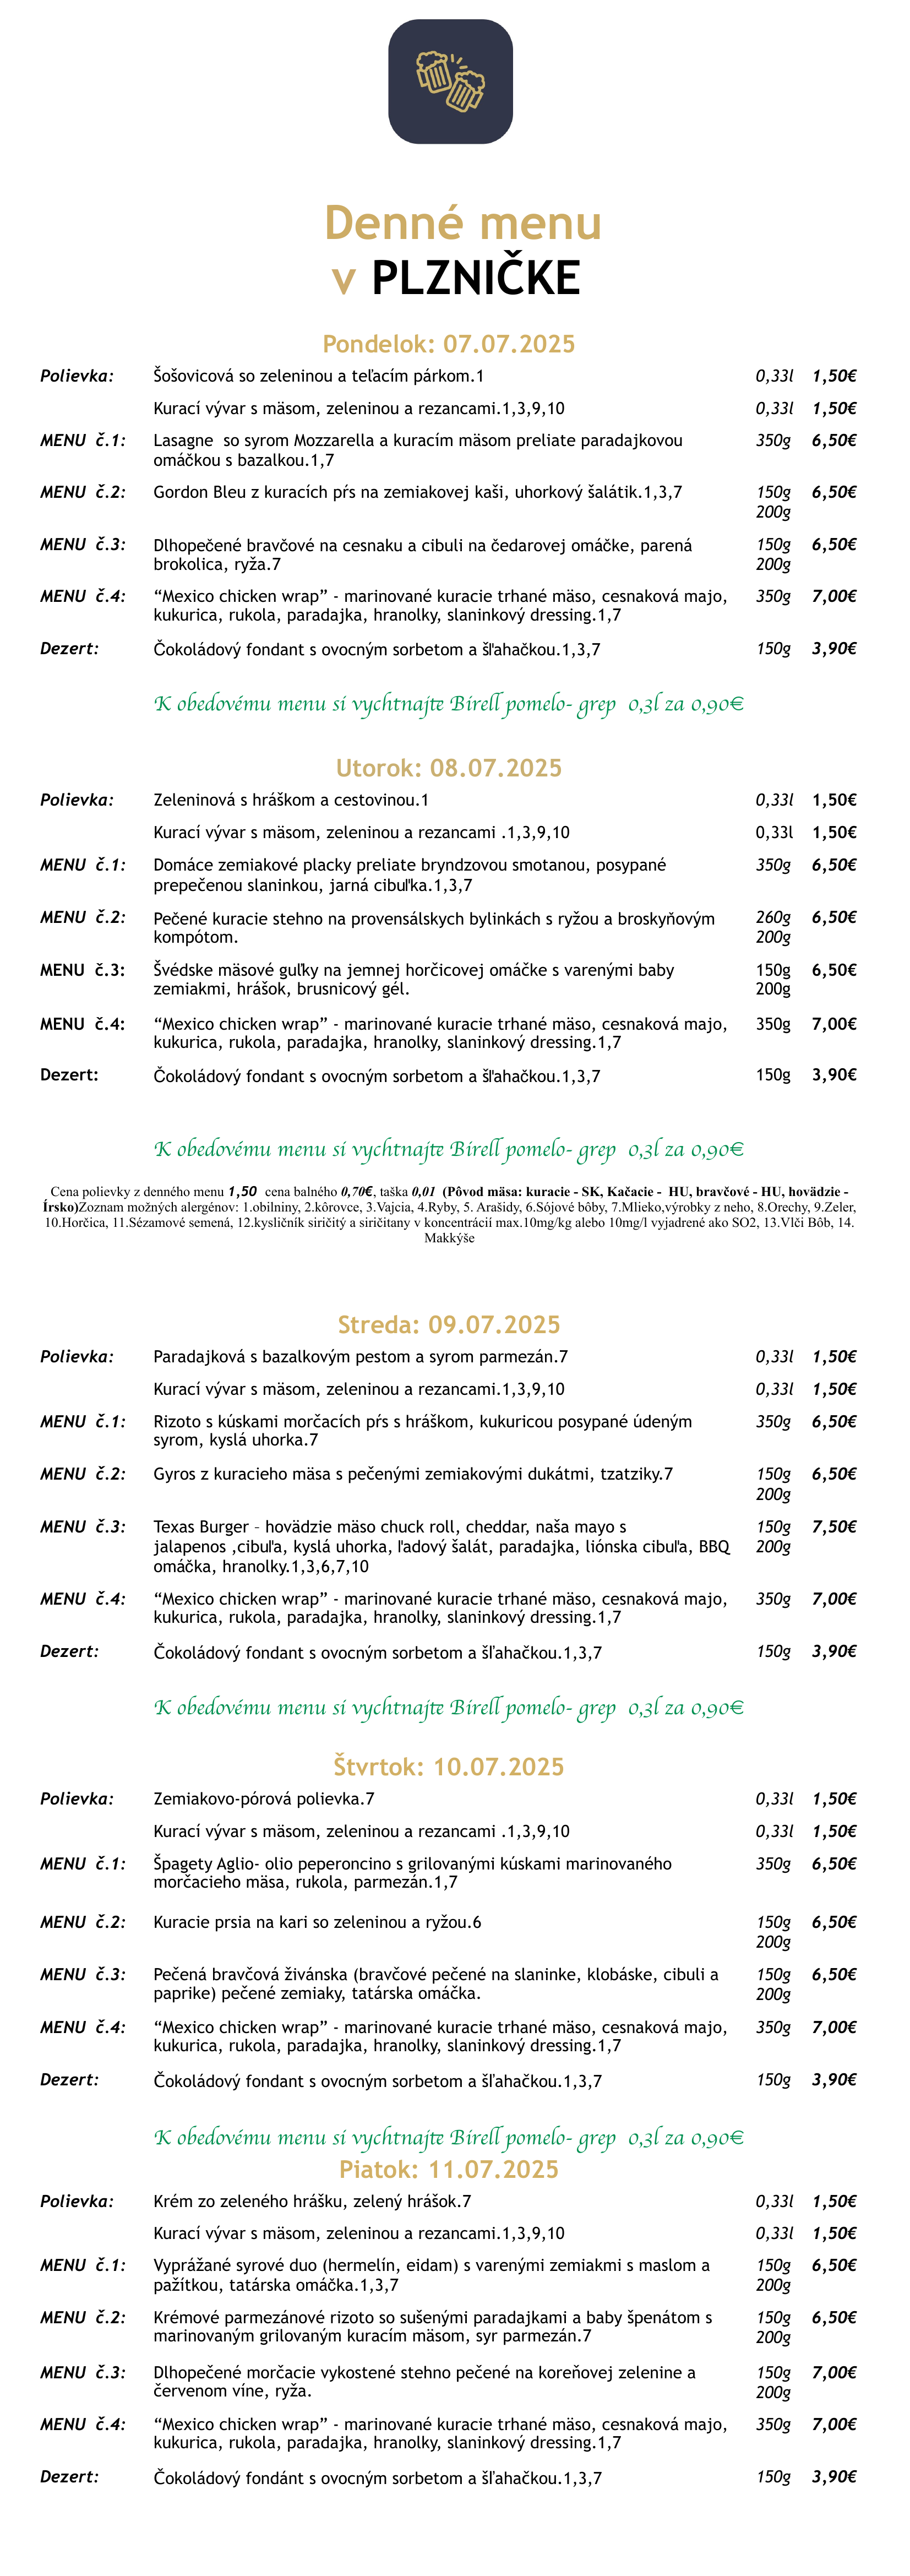 Denné menu
v PLZNIČKE
Pondelok: 07.07.2025
Polievka: Šošovicová so zeleninou a teľacím párkom.1 0,33l 1,50€
Kurací vývar s mäsom, zeleninou a rezancami.1,3,9,10 0,33l 1,50€
MENU č.1: Lasagne so syrom Mozzarella a kuracím mäsom preliate paradajkovou 350g 6,50€
omáčkou s bazalkou.1,7
MENU č.2: Gordon Bleu z kuracích pŕs na zemiakovej kaši, uhorkový šalátik.1,3,7 150g 6,50€
200g
MENU č.3: Dlhopečené bravčové na cesnaku a cibuli na čedarovej omáčke, parená 150g 6,50€
brokolica, ryža.7 200g
MENU č.4: “Mexico chicken wrap” - marinované kuracie trhané mäso, cesnaková majo, 350g 7,00€
kukurica, rukola, paradajka, hranolky, slaninkový dressing.1,7
Dezert: Čokoládový fondant s ovocným sorbetom a šľahačkou.1,3,7 150g 3,90€
K obedovému menu si vychtnajte Birell pomelo- grep 0,3l za 0,90€
Utorok: 08.07.2025
Polievka: Zeleninová s hráškom a cestovinou.1 0,33l 1,50€
Kurací vývar s mäsom, zeleninou a rezancami .1,3,9,10 0,33l 1,50€
MENU č.1: Domáce zemiakové placky preliate bryndzovou smotanou, posypané 350g 6,50€
prepečenou slaninkou, jarná cibuľka.1,3,7
MENU č.2: Pečené kuracie stehno na provensálskych bylinkách s ryžou a broskyňovým 260g 6,50€
kompótom. 200g
MENU č.3: Švédske mäsové guľky na jemnej horčicovej omáčke s varenými baby 150g 6,50€
zemiakmi, hrášok, brusnicový gél. 200g
MENU č.4: “Mexico chicken wrap” - marinované kuracie trhané mäso, cesnaková majo, 350g 7,00€
kukurica, rukola, paradajka, hranolky, slaninkový dressing.1,7
Dezert: Čokoládový fondant s ovocným sorbetom a šľahačkou.1,3,7 150g 3,90€
K obedovému menu si vychtnajte Birell pomelo- grep 0,3l za 0,90€
Cena polievky z denného menu 1,50 cena balného 0,70€, taška 0,01 (Pôvod mäsa: kuracie - SK, Kačacie - HU, bravčové - HU, hovädzie -
Írsko)Zoznam možných alergénov: 1.obilniny, 2.kôrovce, 3.Vajcia, 4.Ryby, 5. Arašidy, 6.Sójové bôby, 7.Mlieko,výrobky z neho, 8.Orechy, 9.Zeler,
10.Horčica, 11.Sézamové semená, 12.kysličník siričitý a siričitany v koncentrácií max.10mg/kg alebo 10mg/l vyjadrené ako SO2, 13.Vlčí Bôb, 14.
Makkýše
Streda: 09.07.2025
Polievka: Paradajková s bazalkovým pestom a syrom parmezán.7 0,33l 1,50€
Kurací vývar s mäsom, zeleninou a rezancami.1,3,9,10 0,33l 1,50€
MENU č.1: Rizoto s kúskami morčacích pŕs s hráškom, kukuricou posypané údeným 350g 6,50€
syrom, kyslá uhorka.7
MENU č.2: Gyros z kuracieho mäsa s pečenými zemiakovými dukátmi, tzatziky.7 150g 6,50€
200g
MENU č.3: Texas Burger – hovädzie mäso chuck roll, cheddar, naša mayo s 150g 7,50€
jalapenos ,cibuľa, kyslá uhorka, ľadový šalát, paradajka, liónska cibuľa, BBQ 200g
omáčka, hranolky.1,3,6,7,10
MENU č.4: “Mexico chicken wrap” - marinované kuracie trhané mäso, cesnaková majo, 350g 7,00€
kukurica, rukola, paradajka, hranolky, slaninkový dressing.1,7
Dezert: Čokoládový fondant s ovocným sorbetom a šľahačkou.1,3,7 150g 3,90€
K obedovému menu si vychtnajte Birell pomelo- grep 0,3l za 0,90€
Štvrtok: 10.07.2025
Polievka: Zemiakovo-pórová polievka.7 0,33l 1,50€
Kurací vývar s mäsom, zeleninou a rezancami .1,3,9,10 0,33l 1,50€
MENU č.1: Špagety Aglio- olio peperoncino s grilovanými kúskami marinovaného 350g 6,50€
morčacieho mäsa, rukola, parmezán.1,7
MENU č.2: Kuracie prsia na kari so zeleninou a ryžou.6 150g 6,50€
200g
MENU č.3: Pečená bravčová živánska (bravčové pečené na slaninke, klobáske, cibuli a 150g 6,50€
paprike) pečené zemiaky, tatárska omáčka. 200g
MENU č.4: “Mexico chicken wrap” - marinované kuracie trhané mäso, cesnaková majo, 350g 7,00€
kukurica, rukola, paradajka, hranolky, slaninkový dressing.1,7
Dezert: Čokoládový fondant s ovocným sorbetom a šľahačkou.1,3,7 150g 3,90€
K obedovému menu si vychtnajte Birell pomelo- grep 0,3l za 0,90€
Piatok: 11.07.2025
Polievka: Krém zo zeleného hrášku, zelený hrášok.7 0,33l 1,50€
Kurací vývar s mäsom, zeleninou a rezancami.1,3,9,10 0,33l 1,50€
MENU č.1: Vyprážané syrové duo (hermelín, eidam) s varenými zemiakmi s maslom a 150g 6,50€
pažítkou, tatárska omáčka.1,3,7 200g
MENU č.2: Krémové parmezánové rizoto so sušenými paradajkami a baby špenátom s 150g 6,50€
marinovaným grilovaným kuracím mäsom, syr parmezán.7 200g
MENU č.3: Dlhopečené morčacie vykostené stehno pečené na koreňovej zelenine a 150g 7,00€
červenom víne, ryža. 200g
MENU č.4: “Mexico chicken wrap” - marinované kuracie trhané mäso, cesnaková majo, 350g 7,00€
kukurica, rukola, paradajka, hranolky, slaninkový dressing.1,7
Dezert: Čokoládový fondánt s ovocným sorbetom a šľahačkou.1,3,7 150g 3,90€